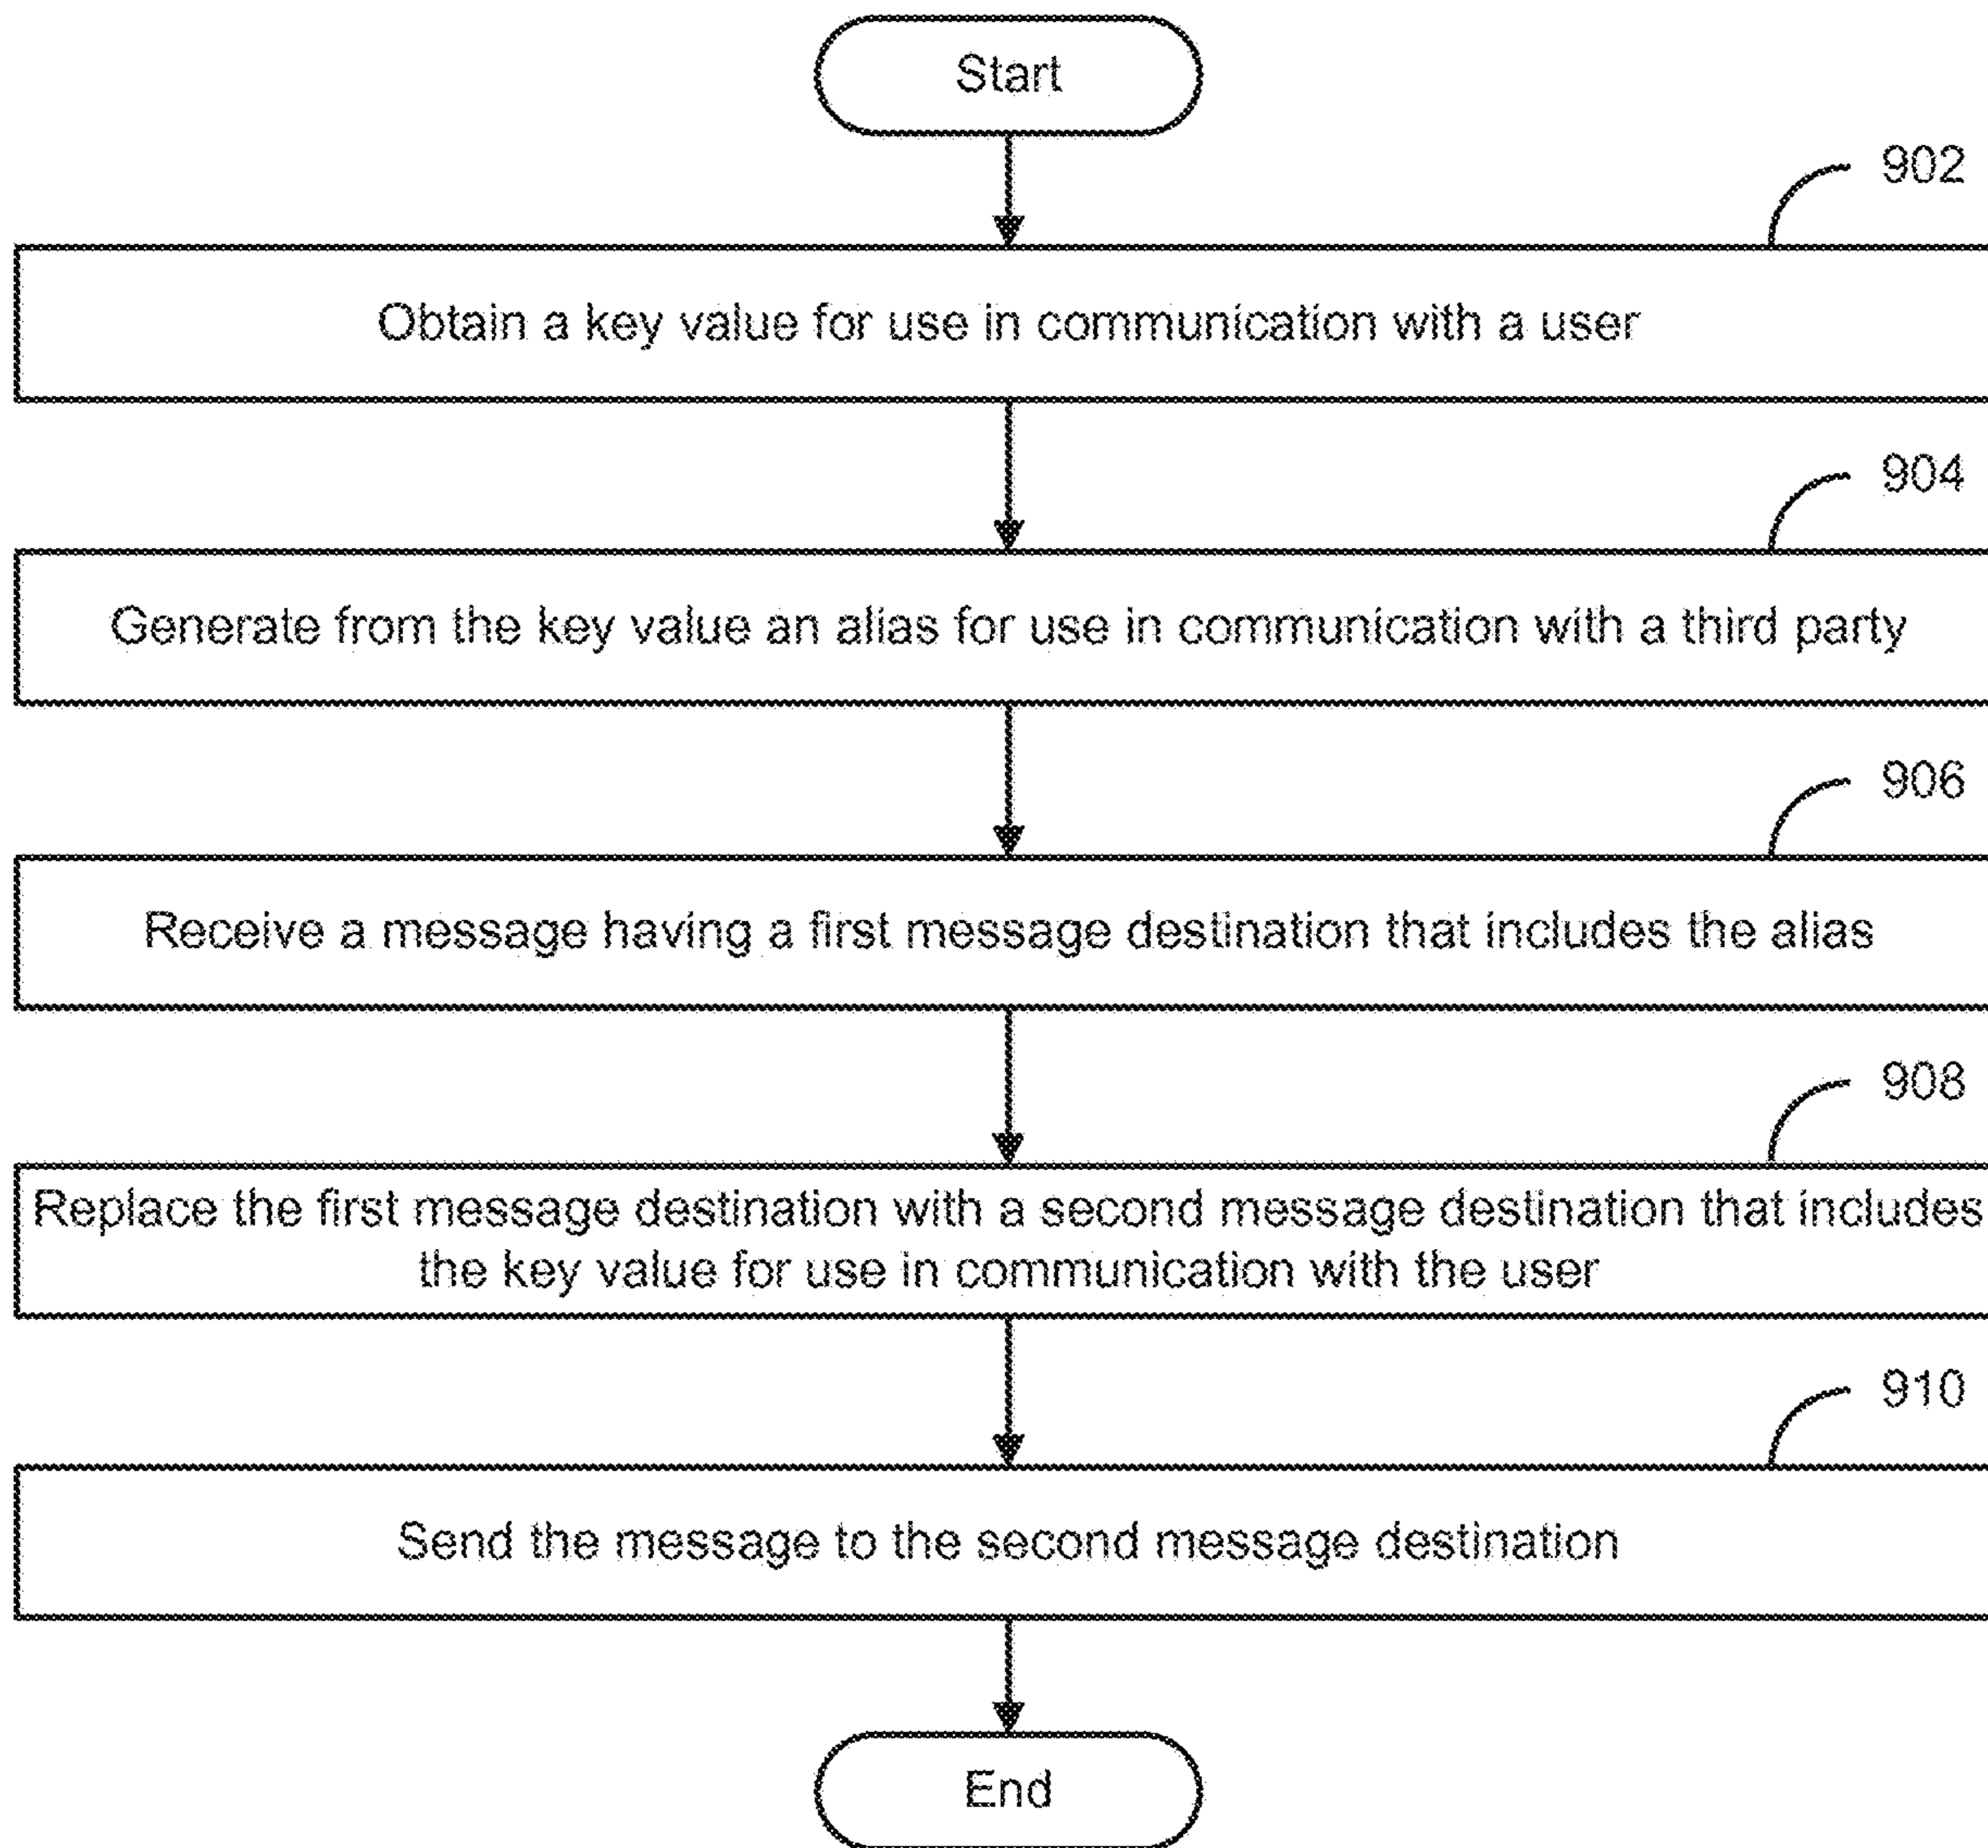 Start
902
Obtain a key value for use in communication with a user
904
Generate from the key value an alias for use in communication with a third party
906
Receive a message having a first message destination that includes the alias
908
Replace the first message destination with a second message destination that includes
the key value for use in communication with the user
910
Send the message to the second message destination
End